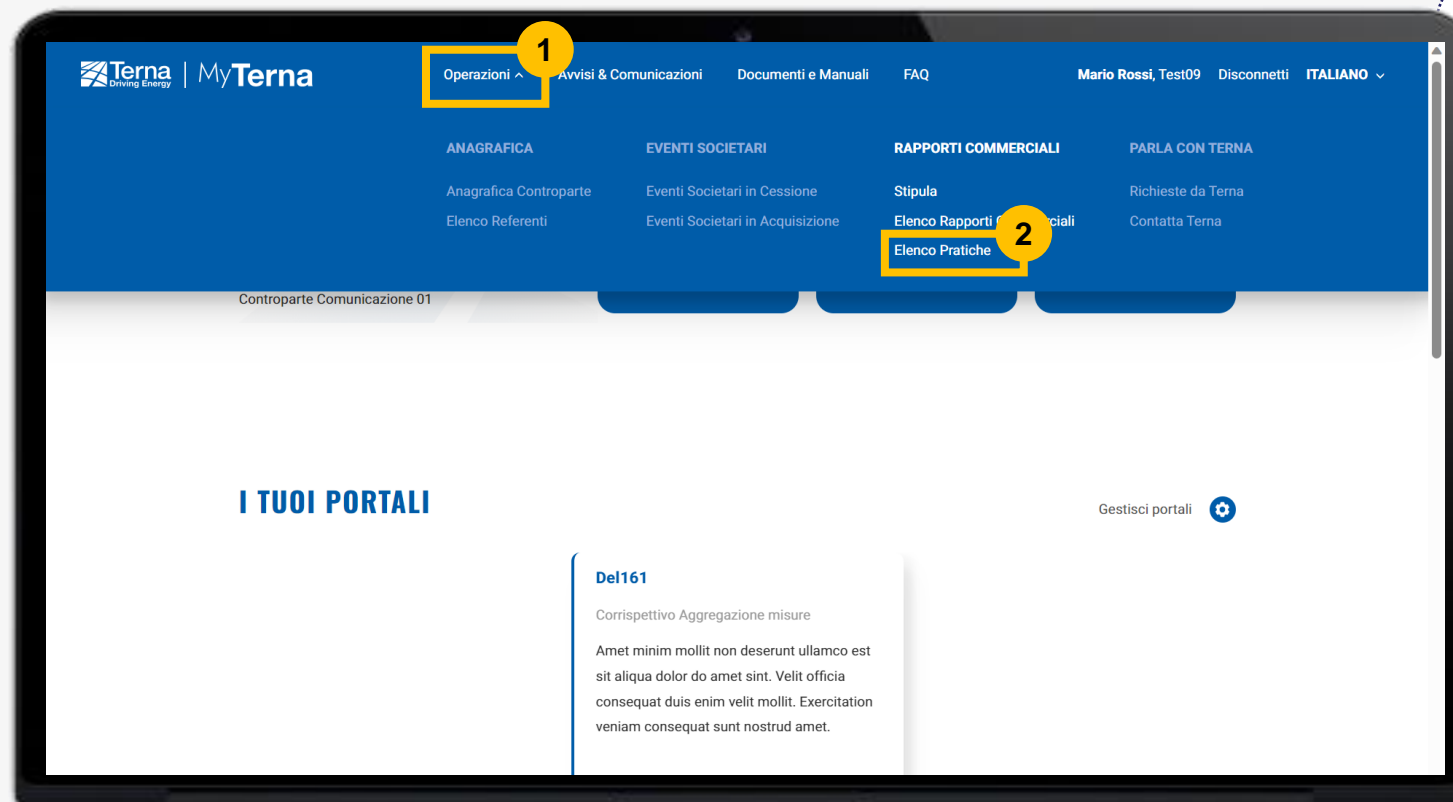 Terna Driving Energy | MyTerna
Operazioni 1 Avvisi & Comunicazioni Documenti e Manuali FAQ Mario Rossi, Test09 Disconnetti ITALIANO
ANAGRAFICA EVENTI SOCIETARI RAPPORTI COMMERCIALI PARLA CON TERNA
Anagrafica Controparte Eventi Societari in Cessione Stipula Richieste da Terna
Elenco Referenti Eventi Societari in Acquisizione Elenco Rapporti rciali Contatta Terna
Elenco Pratiche 2
Controparte Comunicazione 01
I TUOI PORTALI
Gestisci portali
Del161
Corrispettivo Aggregazione misure
Amet minim mollit non deserunt ullamco est
sit aliqua dolor do amet sint. Velit officia
consequat duis enim velit mollit. Exercitation
veniam consequat sunt nostrud amet.